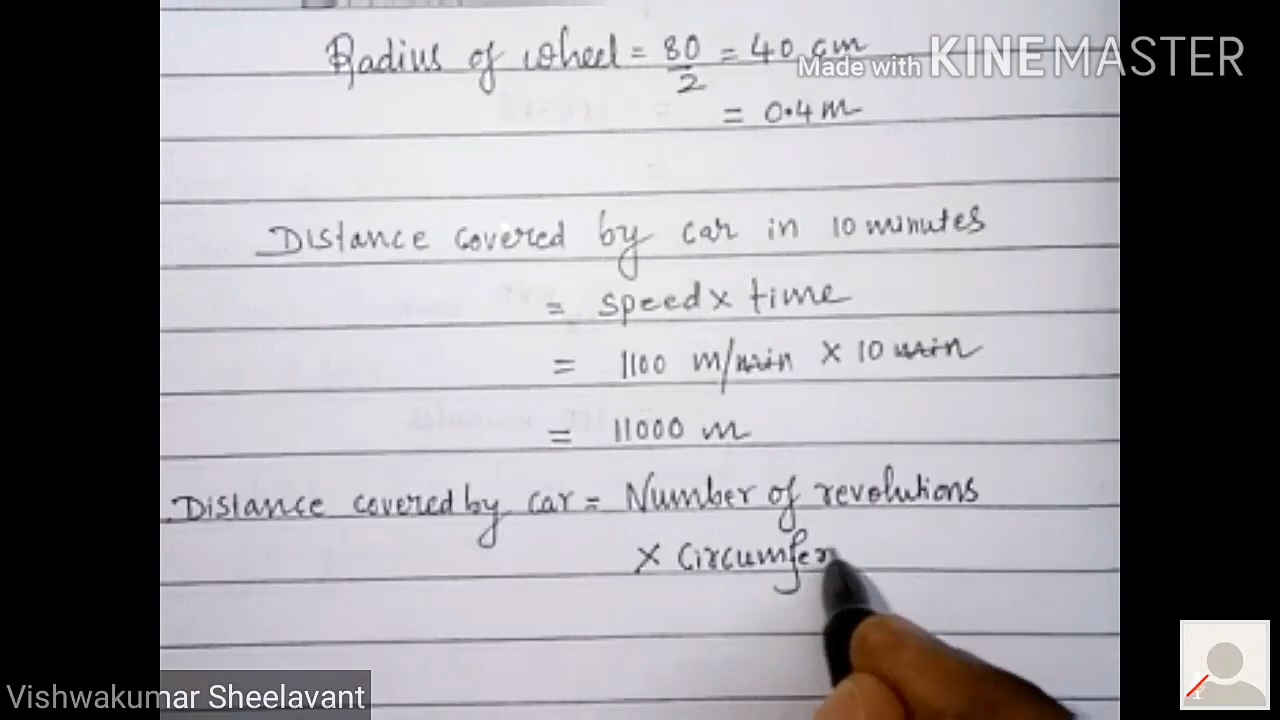 Radius of wheel = 80/2 = 40 cm
Made with KINEMASTER
= 0.4 m
Distance covered by car in 10 minutes
= speed x time
= 1100 m/min x 10 min
= 11000 m
Distance covered by car = Number of revolutions
x Circumfer
Vishwakumar Sheelavant